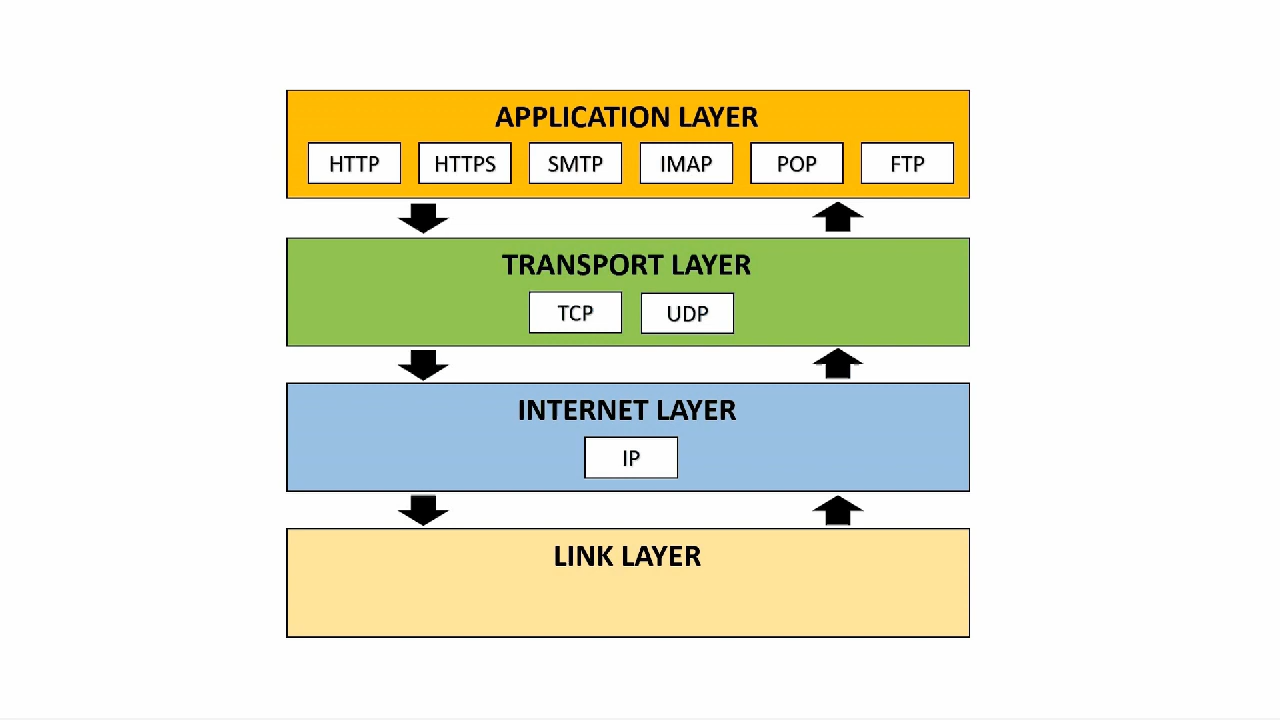 APPLICATION LAYER
HTTP HTTPS SMTP IMAP POP FTP
TRANSPORT LAYER
TCP UDP
INTERNET LAYER
IP
LINK LAYER